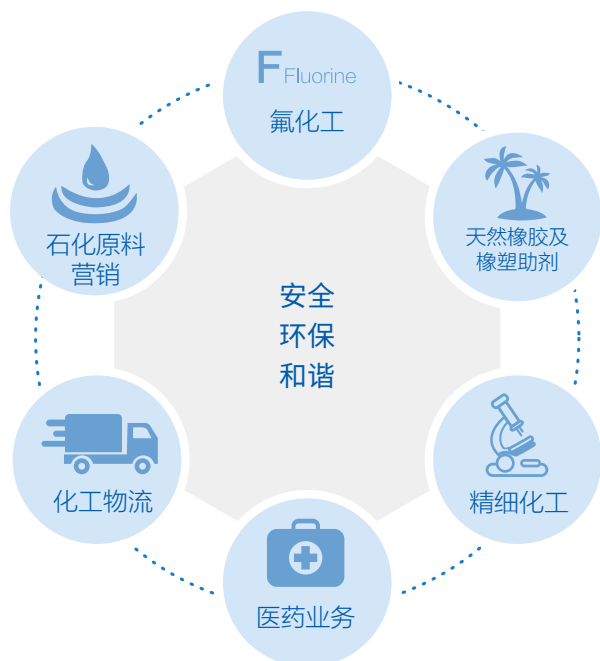 F Fluorine
氟化工
天然橡胶及
橡塑助剂
精细化工
医药业务
化工物流
石化原料
营销
安全
环保
和谐